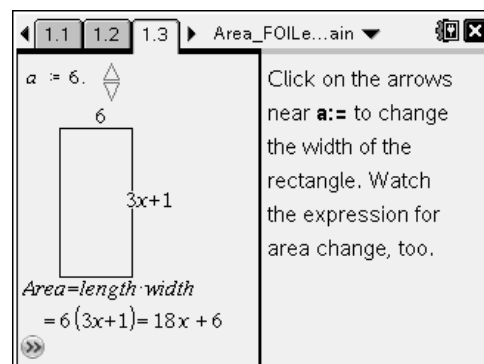 1.1 1.2 1.3 Area_FOILe...ain
a := 6.
6
3x+1
Area=length·width
=6(3x+1)=18x+6
Click on the arrows
near a:= to change
the width of the
rectangle. Watch
the expression for
area change, too.